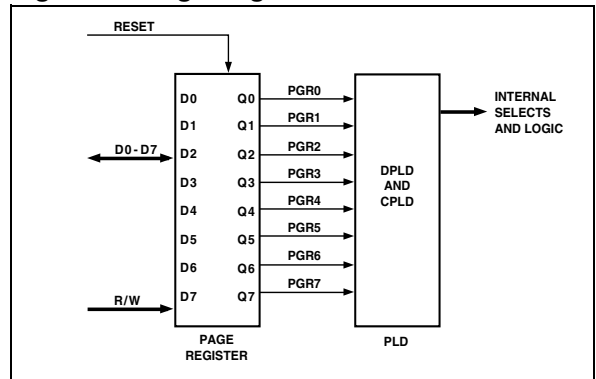 RESET
D0 Q0
D1 Q1
D2 Q2
D3 Q3
D4 Q4
D5 Q5
D6 Q6
D7 Q7
D0-D7
R/W
PGR0
PGR1
PGR2
PGR3
PGR4
PGR5
PGR6
PGR7
DPLD
AND
CPLD
INTERNAL
SELECTS
AND LOGIC
PAGE
REGISTER
PLD